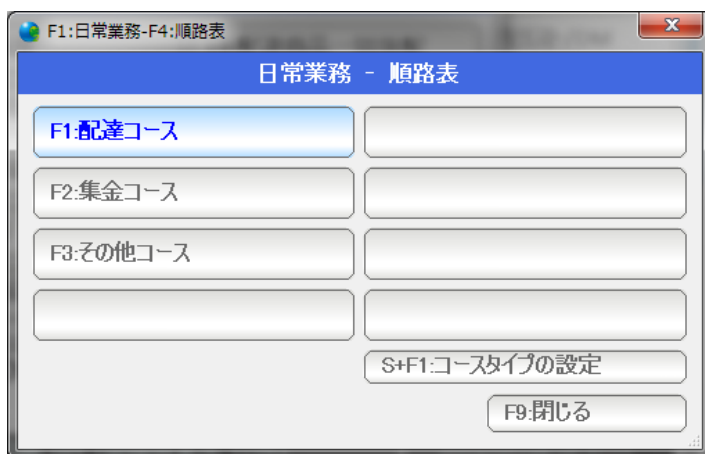 F1:日常業務-F4:順路表
日常業務 - 順路表
F1:配達コース
F2:集金コース
F3:その他コース
S+F1:コースタイプの設定
F9:閉じる